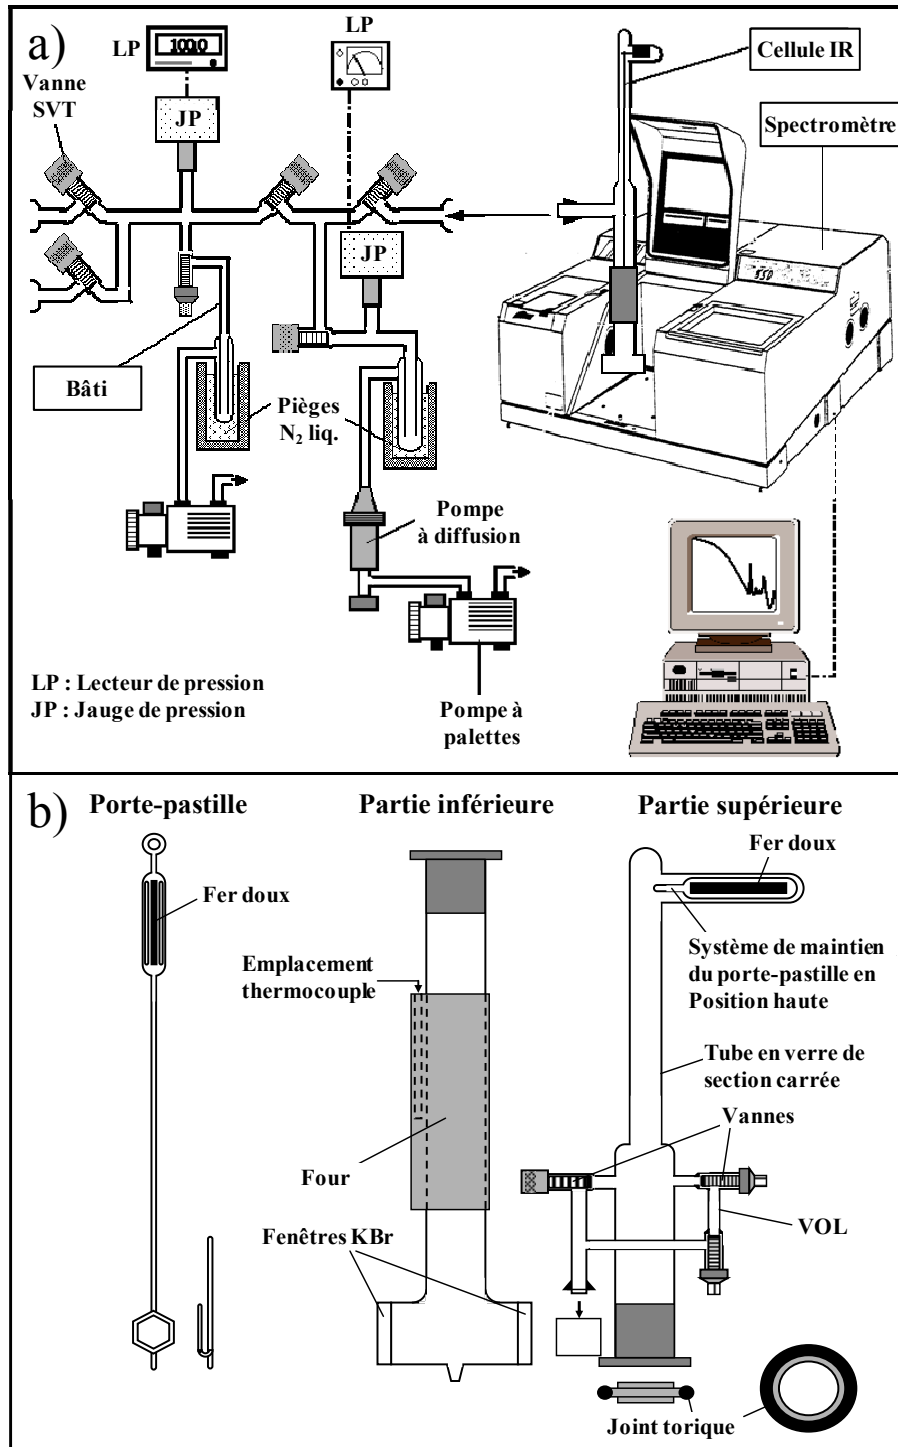 a)
LP
100.0
LP
Vanne
SVT
JP
JP
Cellule IR
Spectromètre
Bâti
Pièges
N₂ liq.
Pompe
à diffusion
LP : Lecteur de pression
JP : Jauge de pression
Pompe à
palettes
b)
Porte-pastille
Partie inférieure
Partie supérieure
Fer doux
Fer doux
Emplacement
thermocouple
Système de maintien
du porte-pastille en
Position haute
Tube en verre de
section carrée
Vannes
Four
VOL
Fenêtres KBr
Joint torique